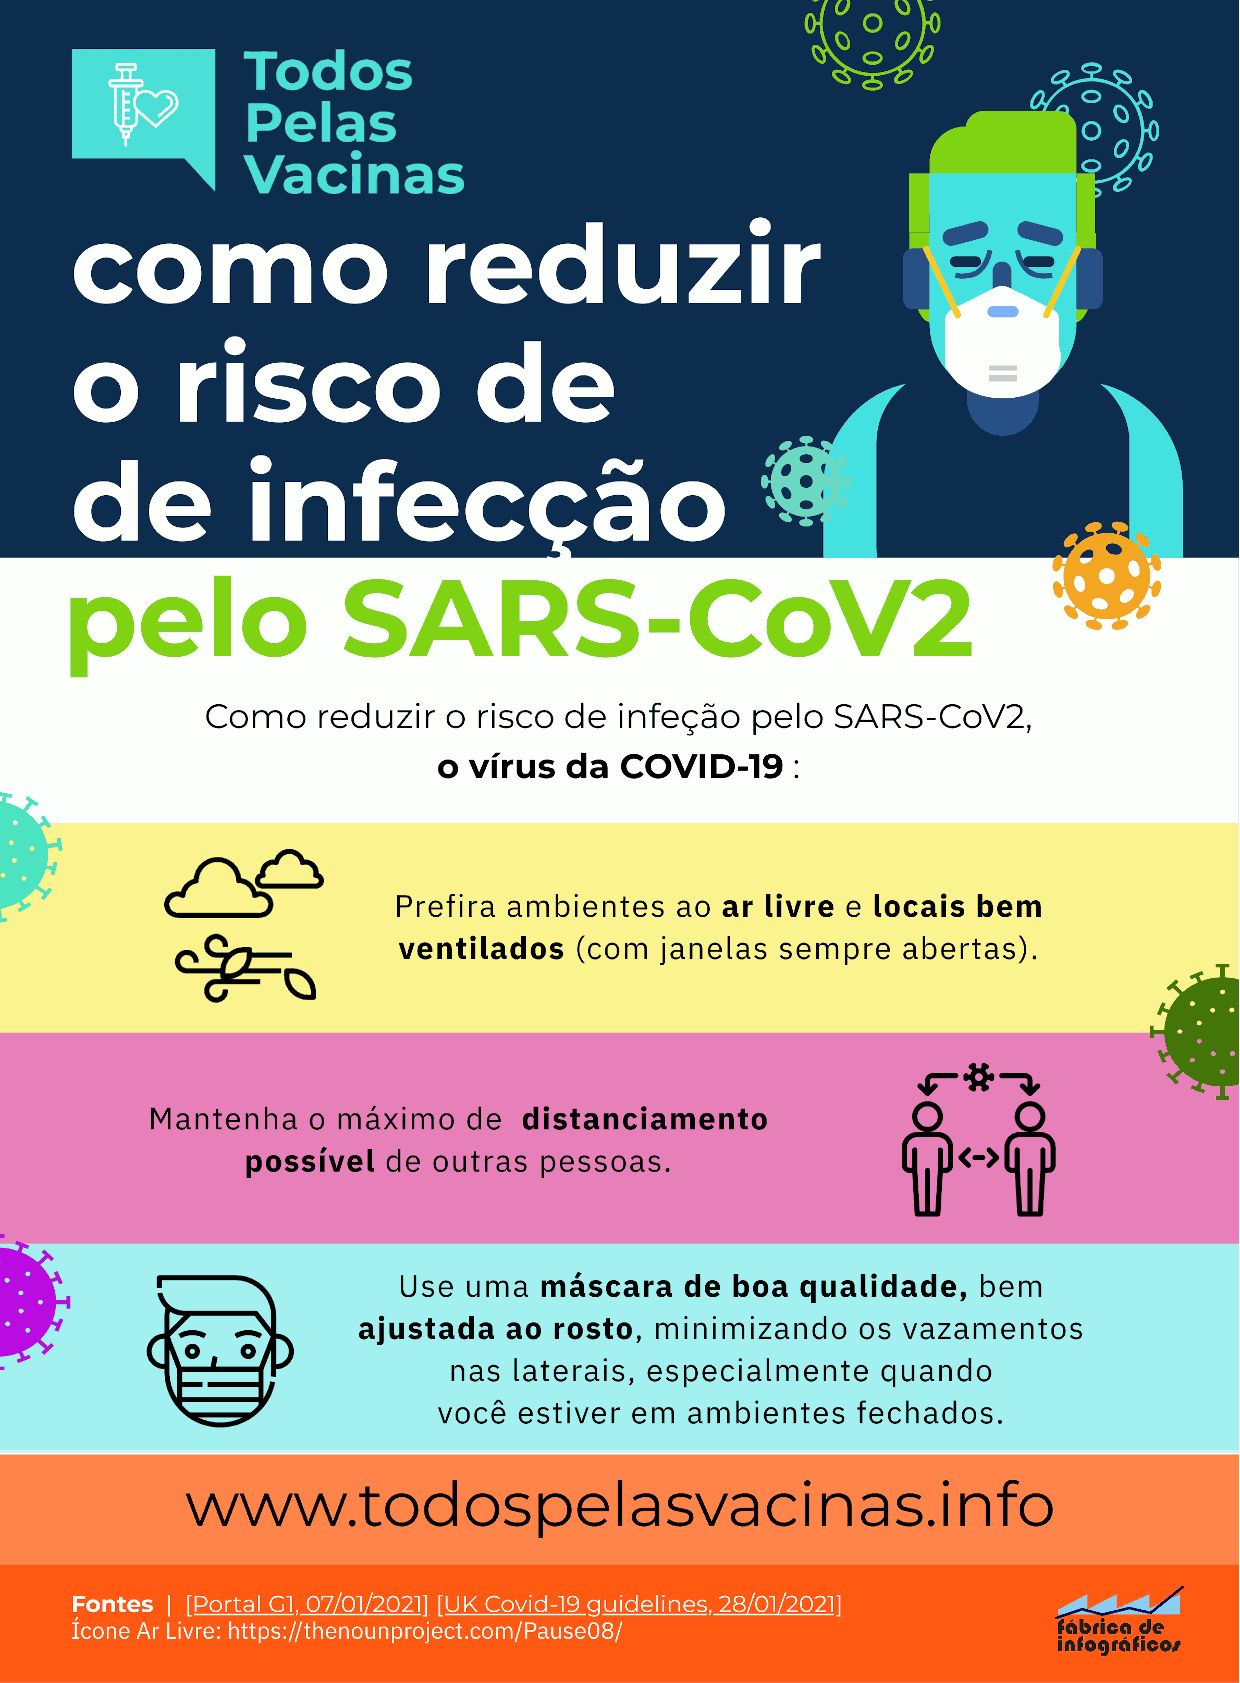 Todos
Pelas
Vacinas
como reduzir
o risco de
de infecção
pelo SARS-CoV2
Como reduzir o risco de infeção pelo SARS-CoV2,
o vírus da COVID-19 :
Prefira ambientes ao ar livre e locais bem
ventilados (com janelas sempre abertas).
Mantenha o máximo de distanciamento
possível de outras pessoas.
Use uma máscara de boa qualidade, bem
ajustada ao rosto, minimizando os vazamentos
nas laterais, especialmente quando
você estiver em ambientes fechados.
www.todospelasvacinas.info
Fontes | [Portal G1, 07/01/2021] [UK Covid-19 guidelines, 28/01/2021]
Ícone Ar Livre: https://thenounproject.com/Pause08/
fábrica de
infográficos